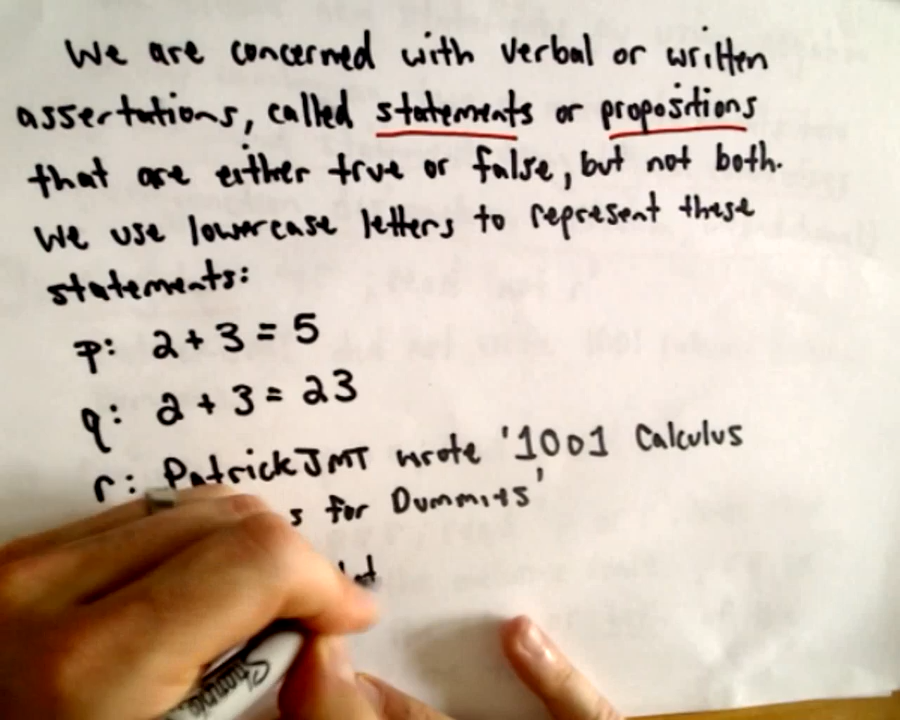 We are concerned with verbal or written
assertations, called statements or propositions
that are either true or false, but not both.
We use lowercase letters to represent these
statements:
p: 2 + 3 = 5
q: 2 + 3 = 23
r: PatrickJMT wrote '1001 Calculus
s for Dummies'
Sharpie